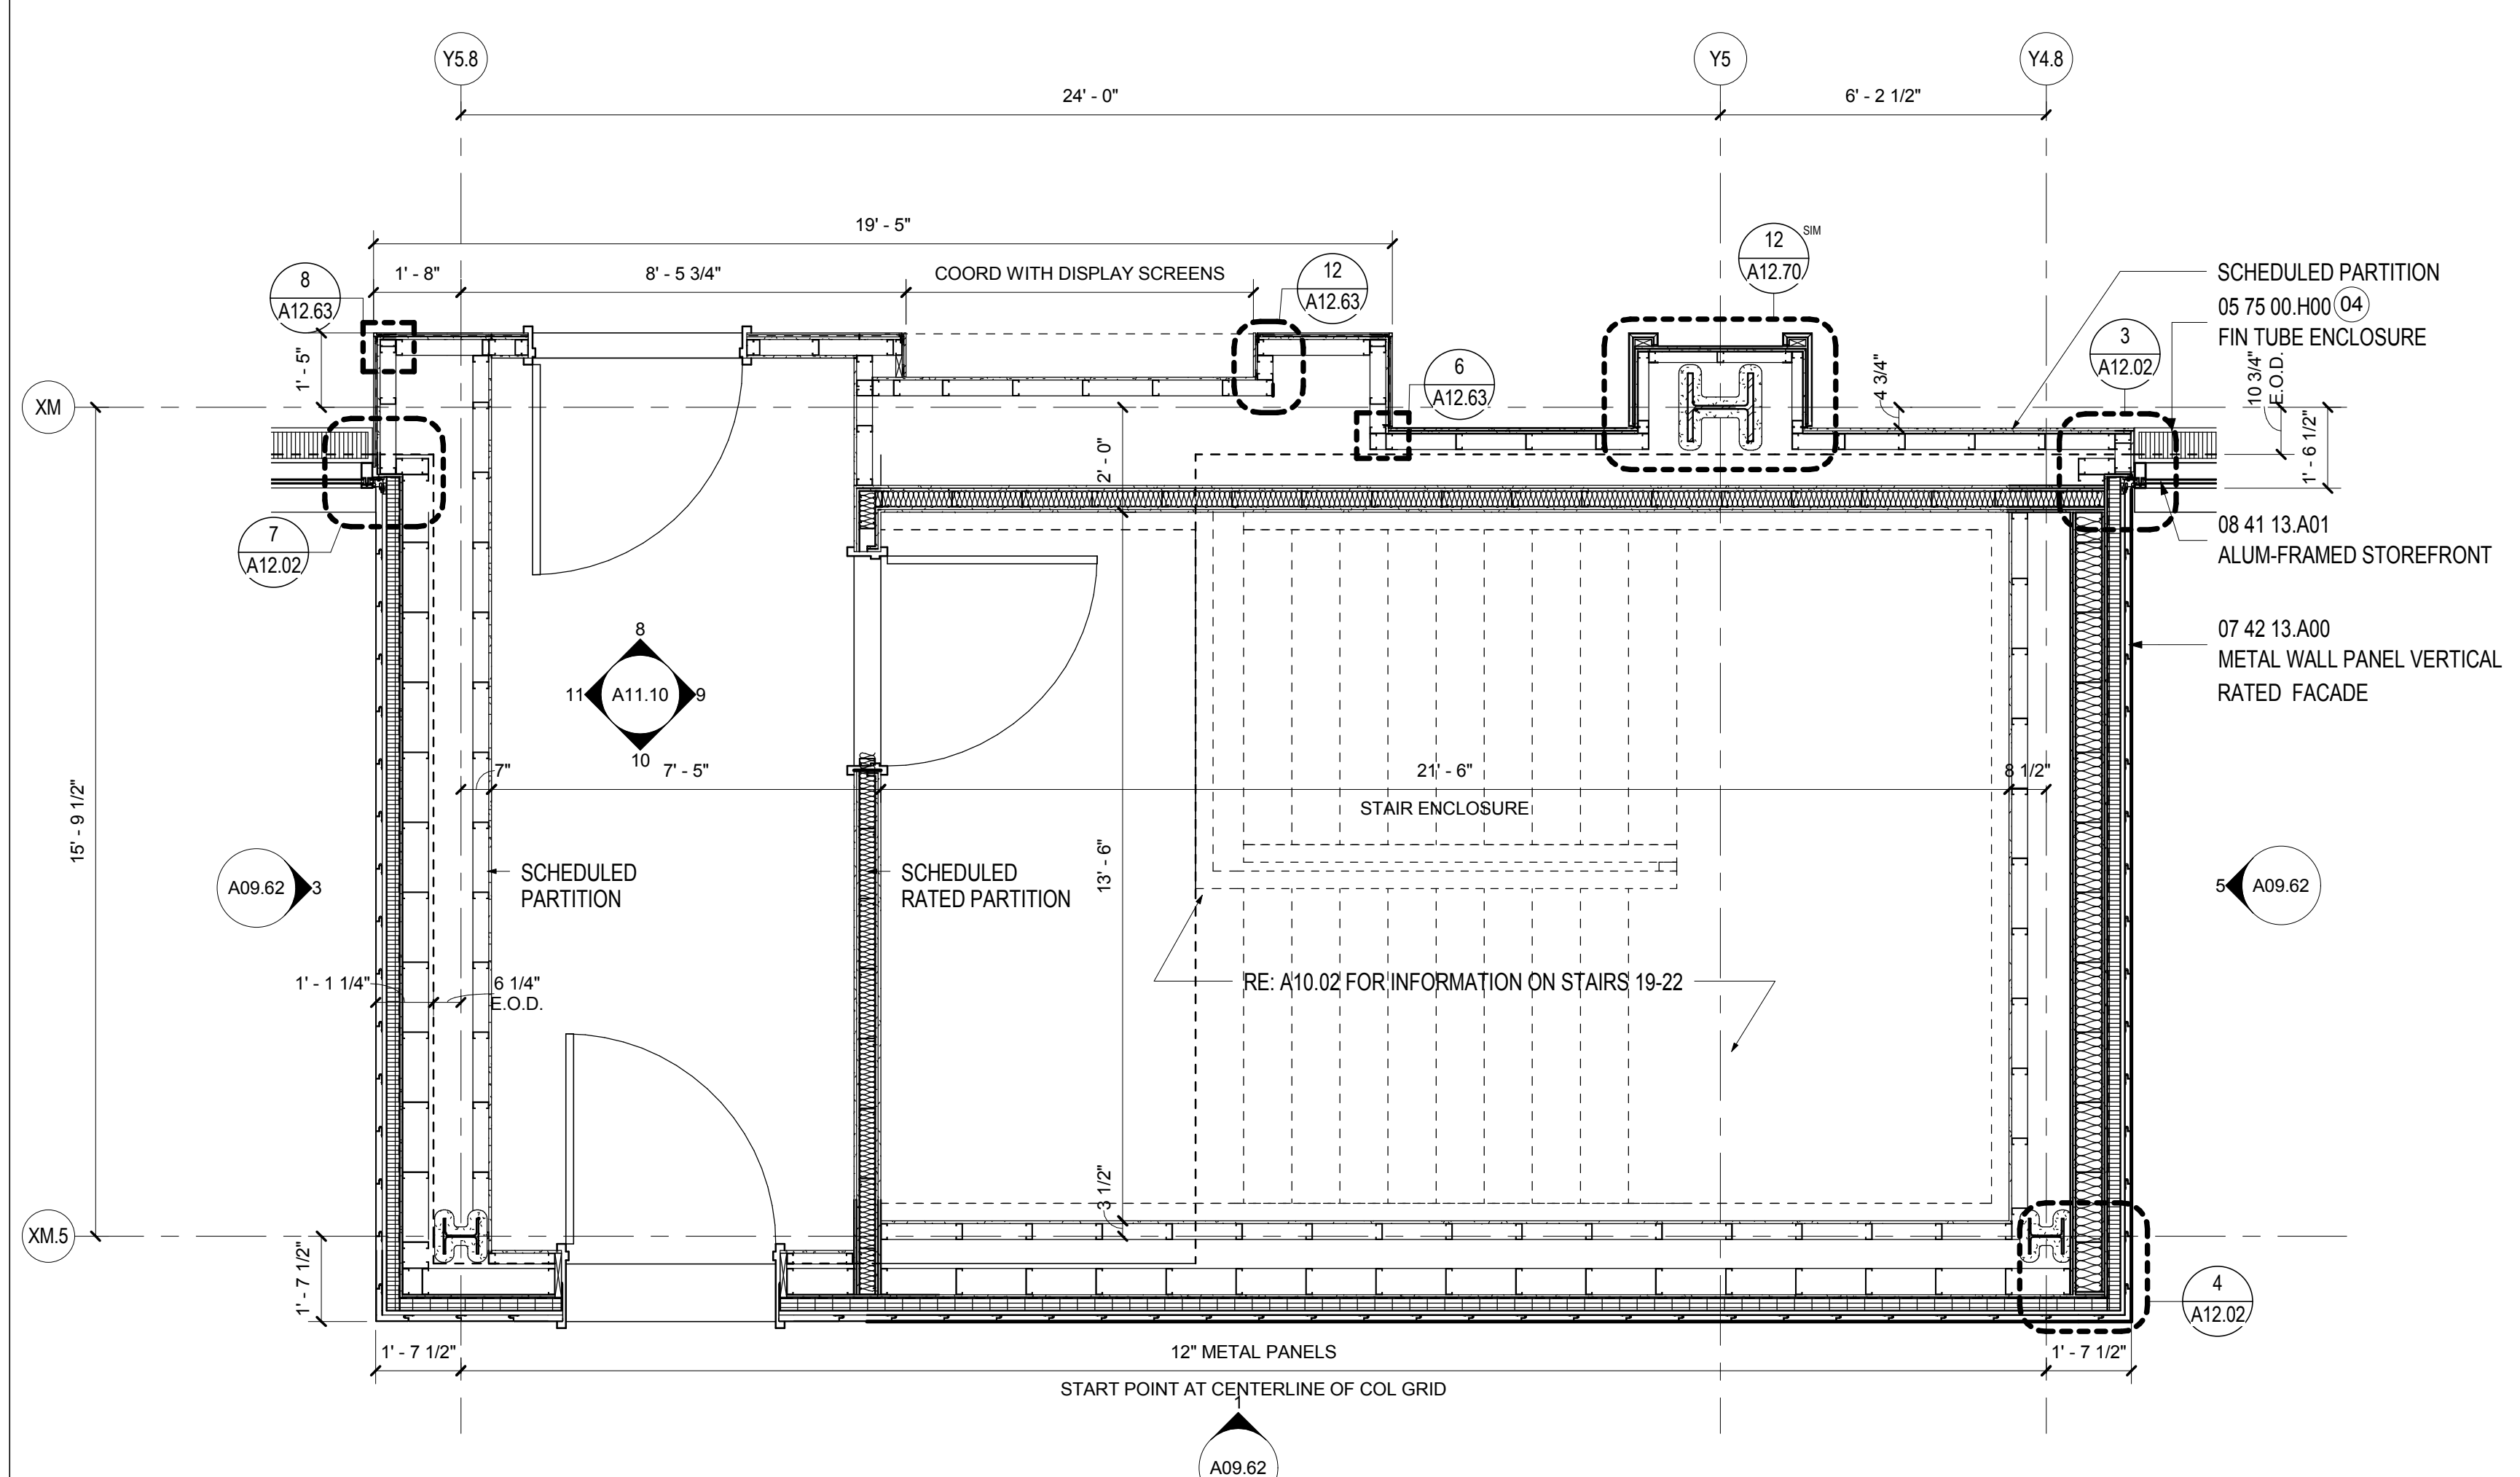 Y5.8
Y5
Y4.8
24' - 0"
6' - 2 1/2"
19' - 5"
12
SIM
A12.70
8
A12.63
1' - 8"
8' - 5 3/4"
COORD WITH DISPLAY SCREENS
12
A12.63
SCHEDULED PARTITION
05 75 00.H00
04
FIN TUBE ENCLOSURE
3
A12.02
1' - 5"
6
A12.63
4 3/4"
10 3/4"
E.O.D.
1' - 6 1/2"
XM
2' - 0"
7
A12.02
08 41 13.A01
ALUM-FRAMED STOREFRONT
07 42 13.A00
METAL WALL PANEL VERTICAL
RATED FACADE
8
11
A11.10
9
10
7"
7' - 5"
21' - 6"
8 1/2"
STAIR ENCLOSURE
15' - 9 1/2"
A09.62
3
SCHEDULED
PARTITION
SCHEDULED
RATED PARTITION
13' - 6"
5
A09.62
1' - 1 1/4"
6 1/4"
E.O.D.
RE: A10.02 FOR INFORMATION ON STAIRS 19-22
3 1/2"
XM.5
1' - 7 1/2"
4
A12.02
1' - 7 1/2"
12" METAL PANELS
1' - 7 1/2"
START POINT AT CENTERLINE OF COL GRID
1
A09.62